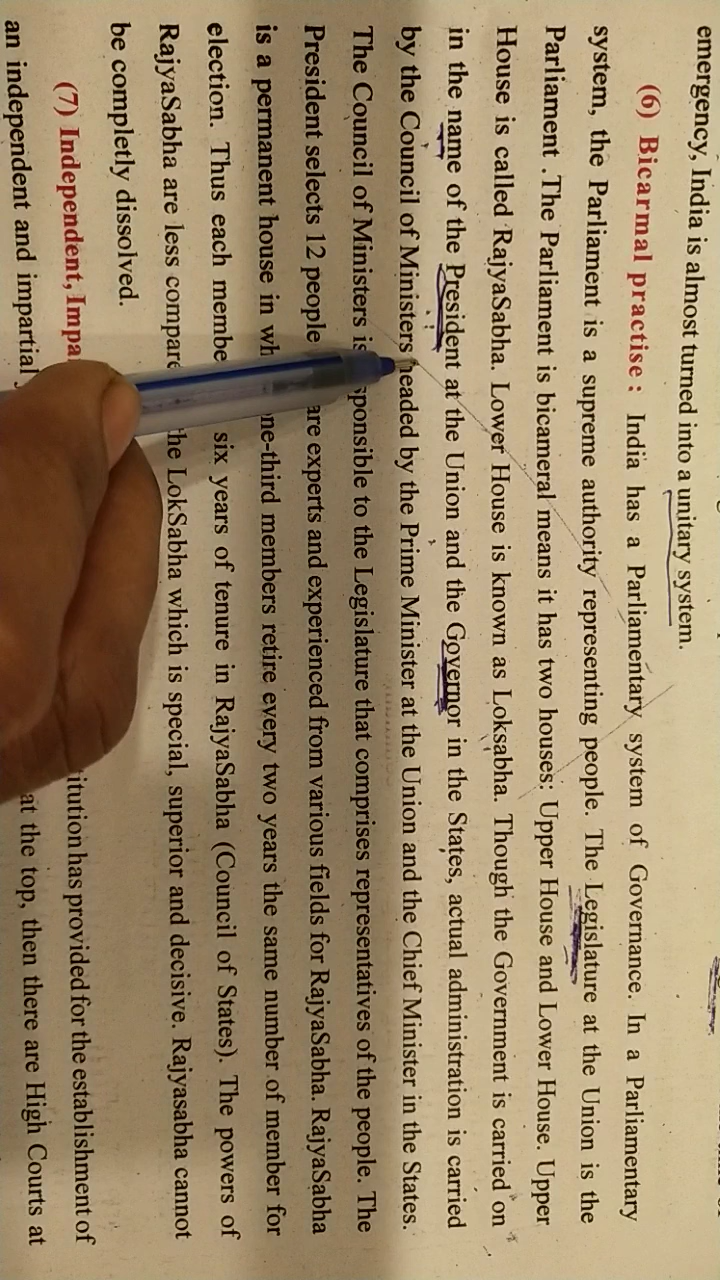 emergency, India is almost turned into a unitary system.
(6) Bicarmal practise : India has a Parliamentary system of Governance. In a Parliamentary
system, the Parliament is a supreme authority representing people. The Legislature at the Union is the
Parliament .The Parliament is bicameral means it has two houses: Upper House and Lower House. Upper
House is called RajyaSabha. Lower House is known as Loksabha. Though the Government is carried on
in the name of the President at the Union and the Governor in the States, actual administration is carried
by the Council of Ministers headed by the Prime Minister at the Union and the Chief Minister in the States.
The Council of Ministers is sponsible to the Legislature that comprises representatives of the people. The
President selects 12 people are experts and experienced from various fields for RajyaSabha. RajyaSabha
is a permanent house in wh ne-third members retire every two years the same number of member for
election. Thus each membe six years of tenure in RajyaSabha (Council of States). The powers of
RajyaSabha are less compare the LokSabha which is special, superior and decisive. Rajyasabha cannot
be completly dissolved.
(7) Independent, Impa itution has provided for the establishment of
an independent and impartial at the top, then there are High Courts at